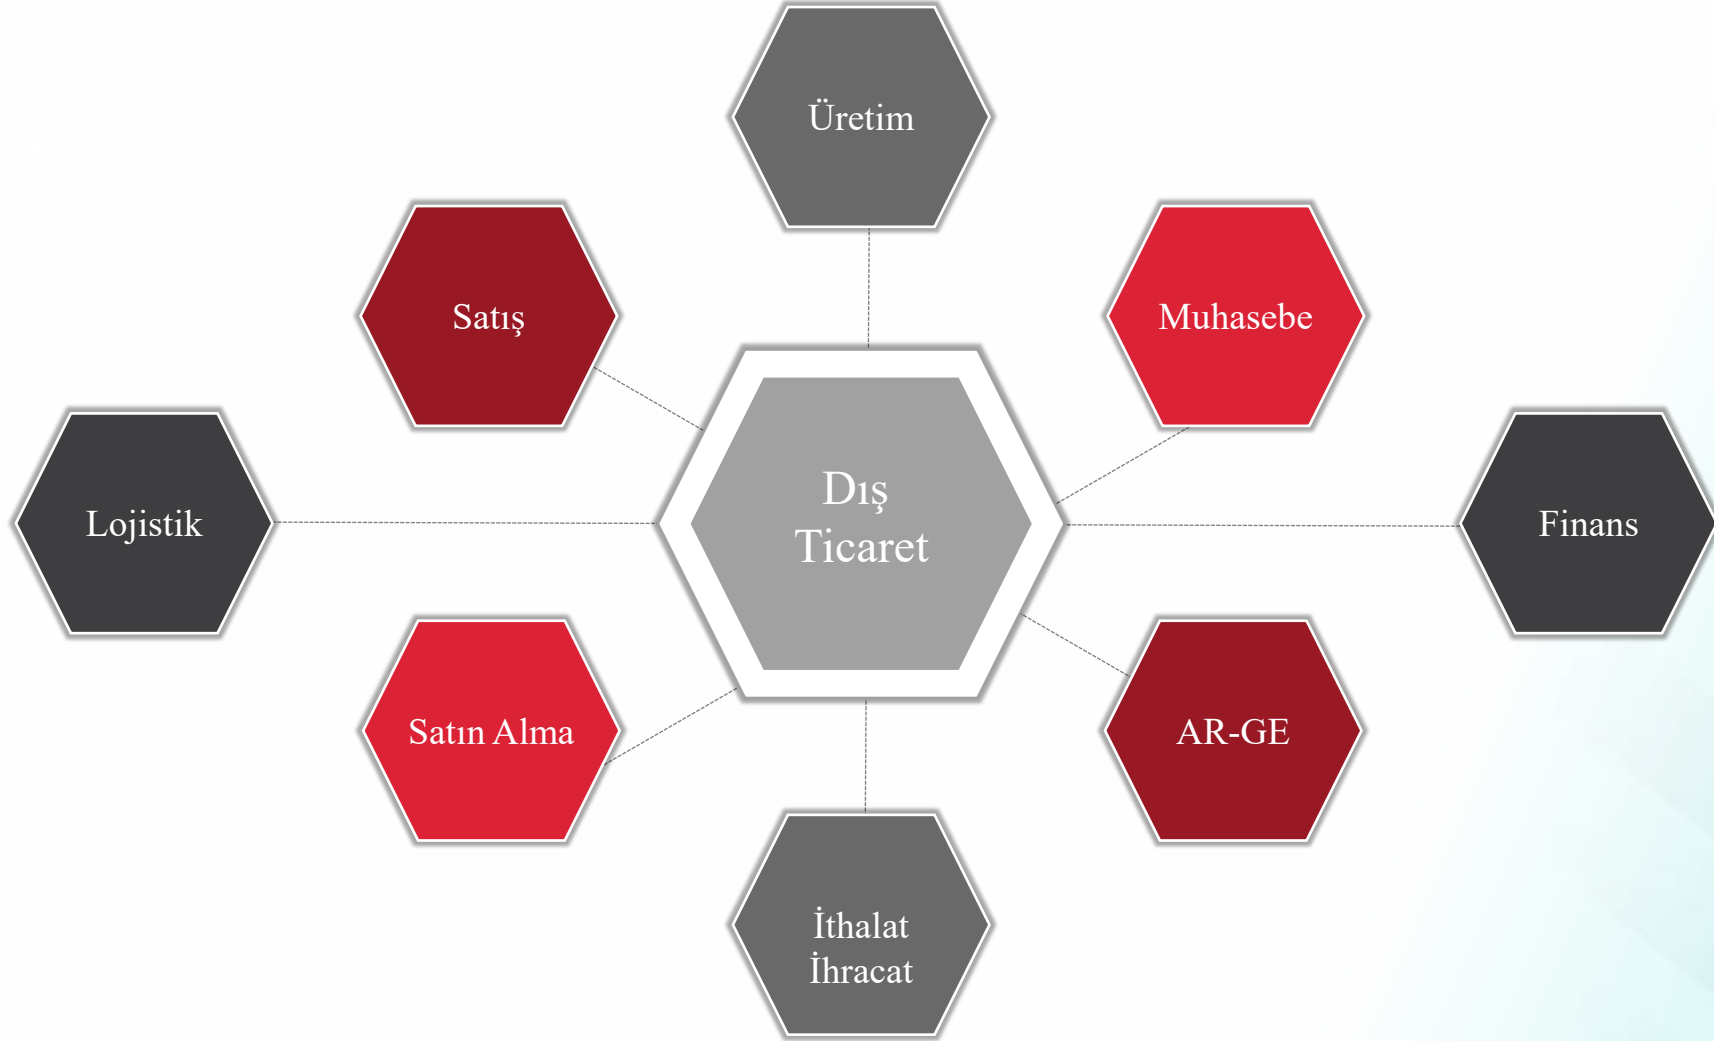 Üretim
Satış
Muhasebe
Lojistik
Dış
Ticaret
Finans
Satın Alma
AR-GE
İthalat
İhracat